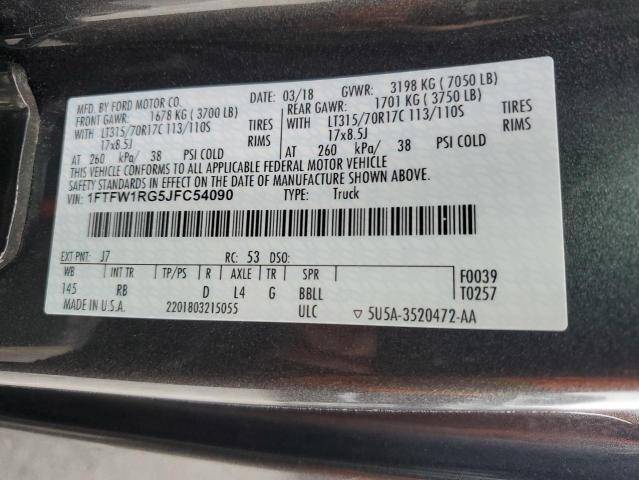 MFD. BY FORD MOTOR CO.
DATE: 03/18 GVWR: 3198 KG ( 7050 LB)
FRONT GAWR: 1678 KG ( 3700 LB)
REAR GAWR: 1701 KG ( 3750 LB)
WITH LT315/70R17C 113/110S TIRES
17x8.5J RIMS
WITH LT315/70R17C 113/110S TIRES
17x8.5J RIMS
AT 260 kPa/ 38 PSI COLD
AT 260 kPa/ 38 PSI COLD
THIS VEHICLE CONFORMS TO ALL APPLICABLE FEDERAL MOTOR VEHICLE
SAFETY STANDARDS IN EFFECT ON THE DATE OF MANUFACTURE SHOWN ABOVE.
VIN: 1FTFW1RG5JFC54090 TYPE: Truck
EXT PNT: J7 RC: 53 DSO:
WB INT TR TP/PS R AXLE TR SPR
F0039
145 RB D L4 G BBLL
T0257
MADE IN U.S.A. 2201803215055 ULC ▽ 5U5A-3520472-AA